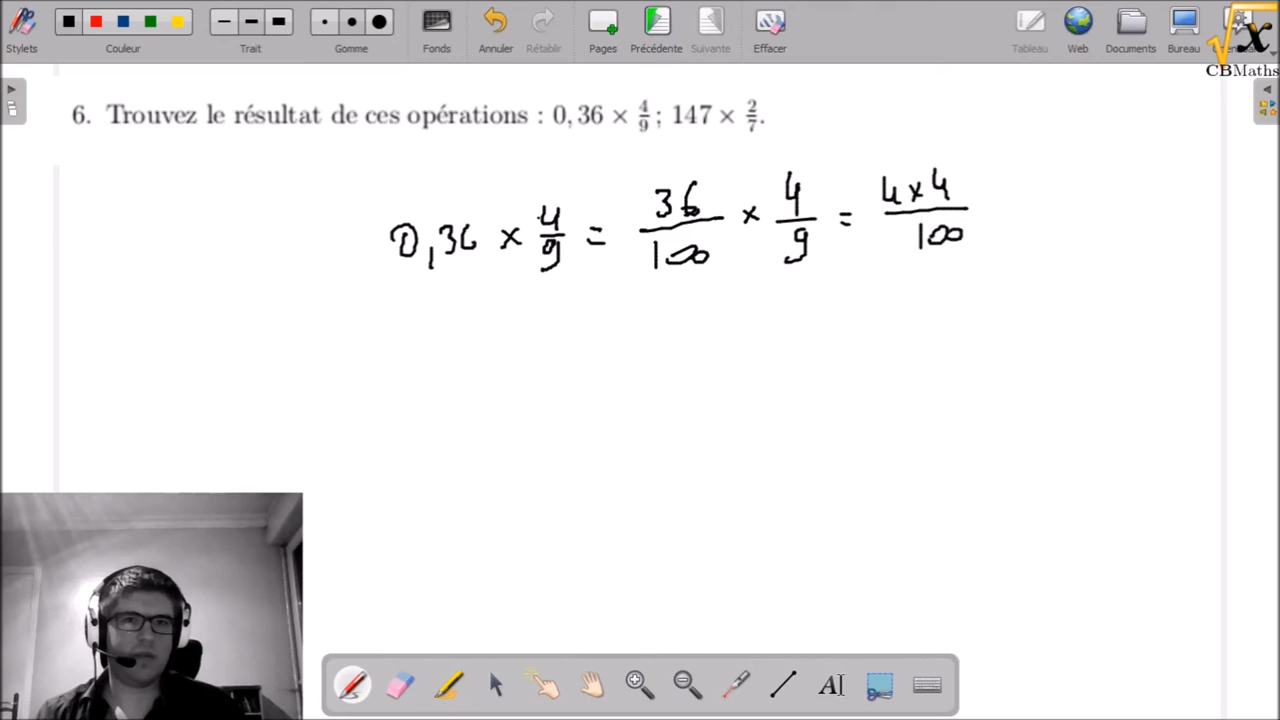 Stylets Couleur Trait Gomme Fonds Annuler Rétablir Pages Précédente Suivante Effacer Tableau Web Documents Bureau
√x
CBMaths
6. Trouvez le résultat de ces opérations : 0, 36 × 4/9 ; 147 × 2/7.
0,36 × 4/9 = 36/100 × 4/9 = 4×4/100
AI